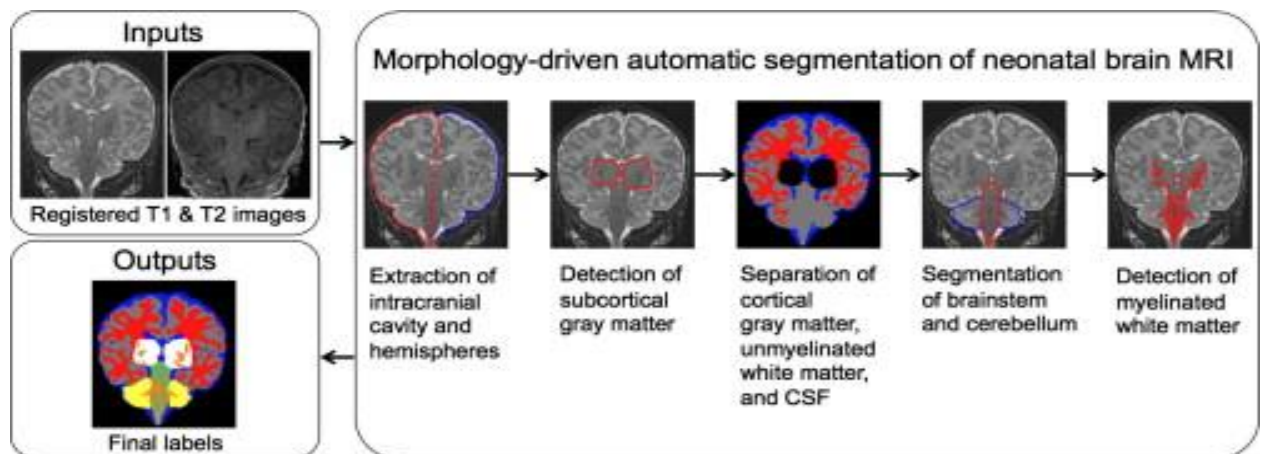 Inputs
Registered T1 & T2 images
Outputs
Final labels
Morphology-driven automatic segmentation of neonatal brain MRI
Extraction of
intracranial
cavity and
hemispheres
Detection of
subcortical
gray matter
Separation of
cortical
gray matter,
unmyelinated
white matter,
and CSF
Segmentation
of brainstem
and cerebellum
Detection of
myelinated
white matter